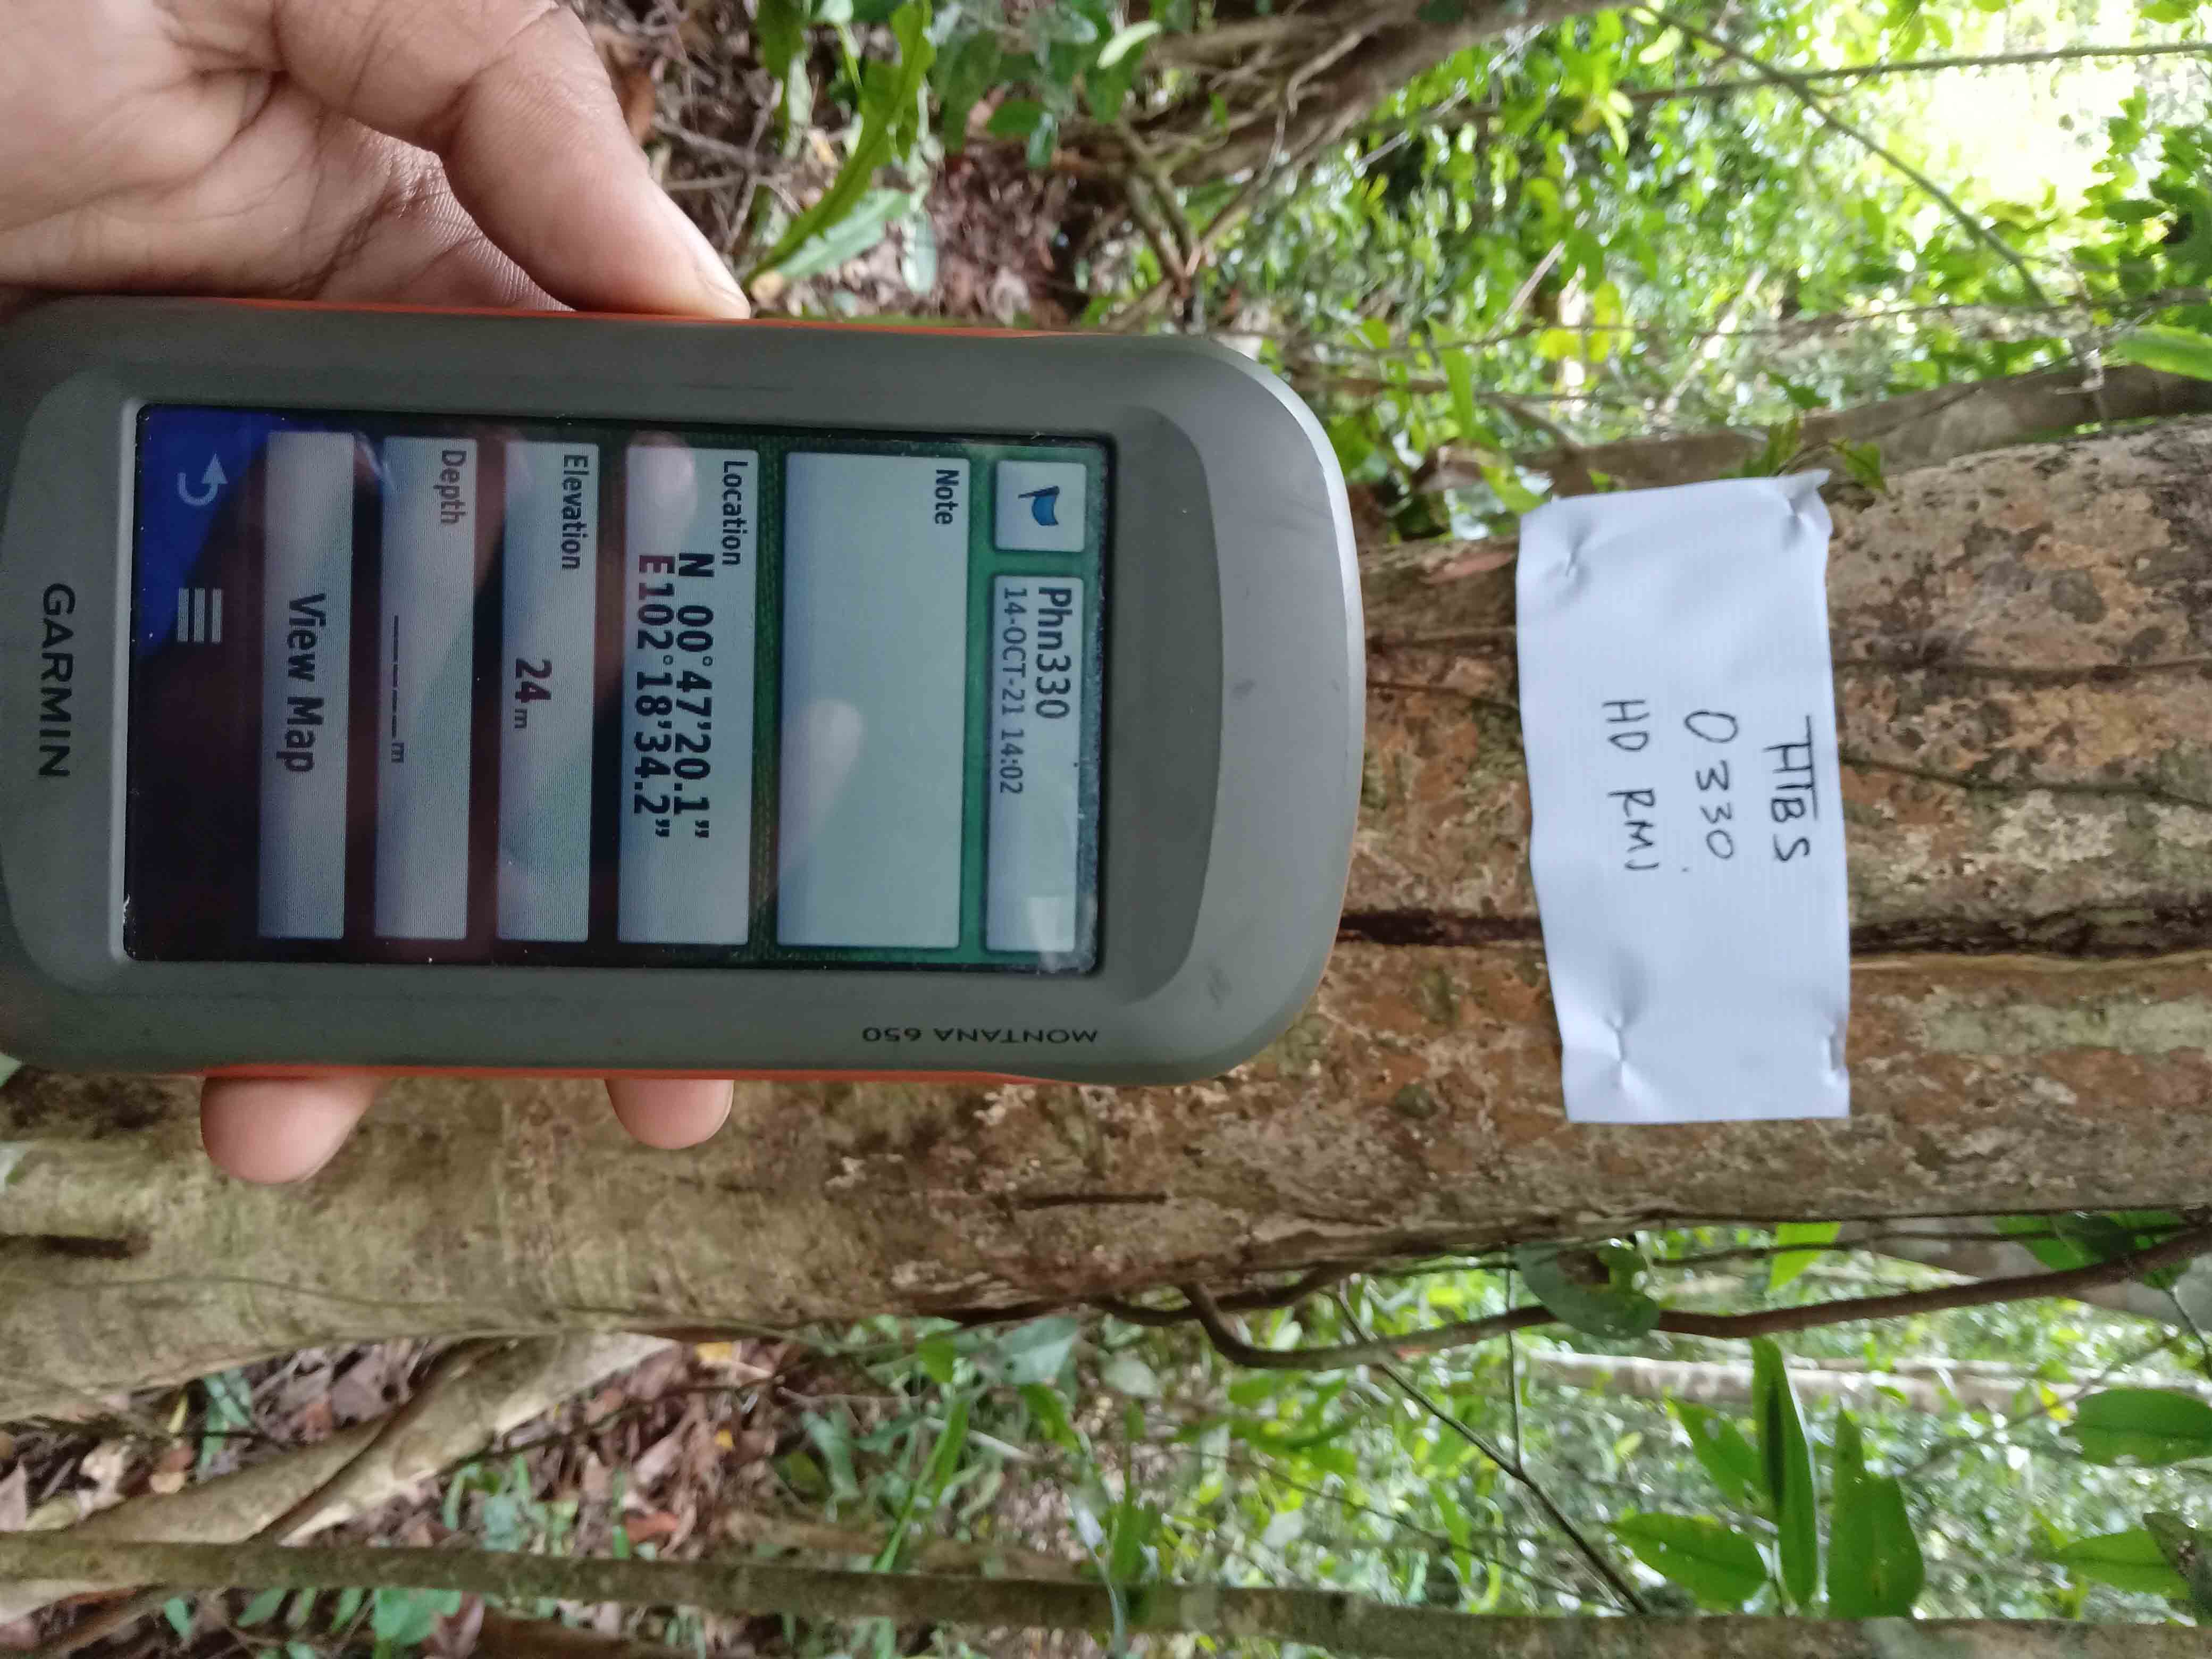 Phn330
14-OCT-21 14:02
Note
Location
N 00°47'20.1"
E102°18'34.2"
Elevation
24 m
Depth
_____ m
View Map
GARMIN
MONTANA 650
0330
HD RMJ